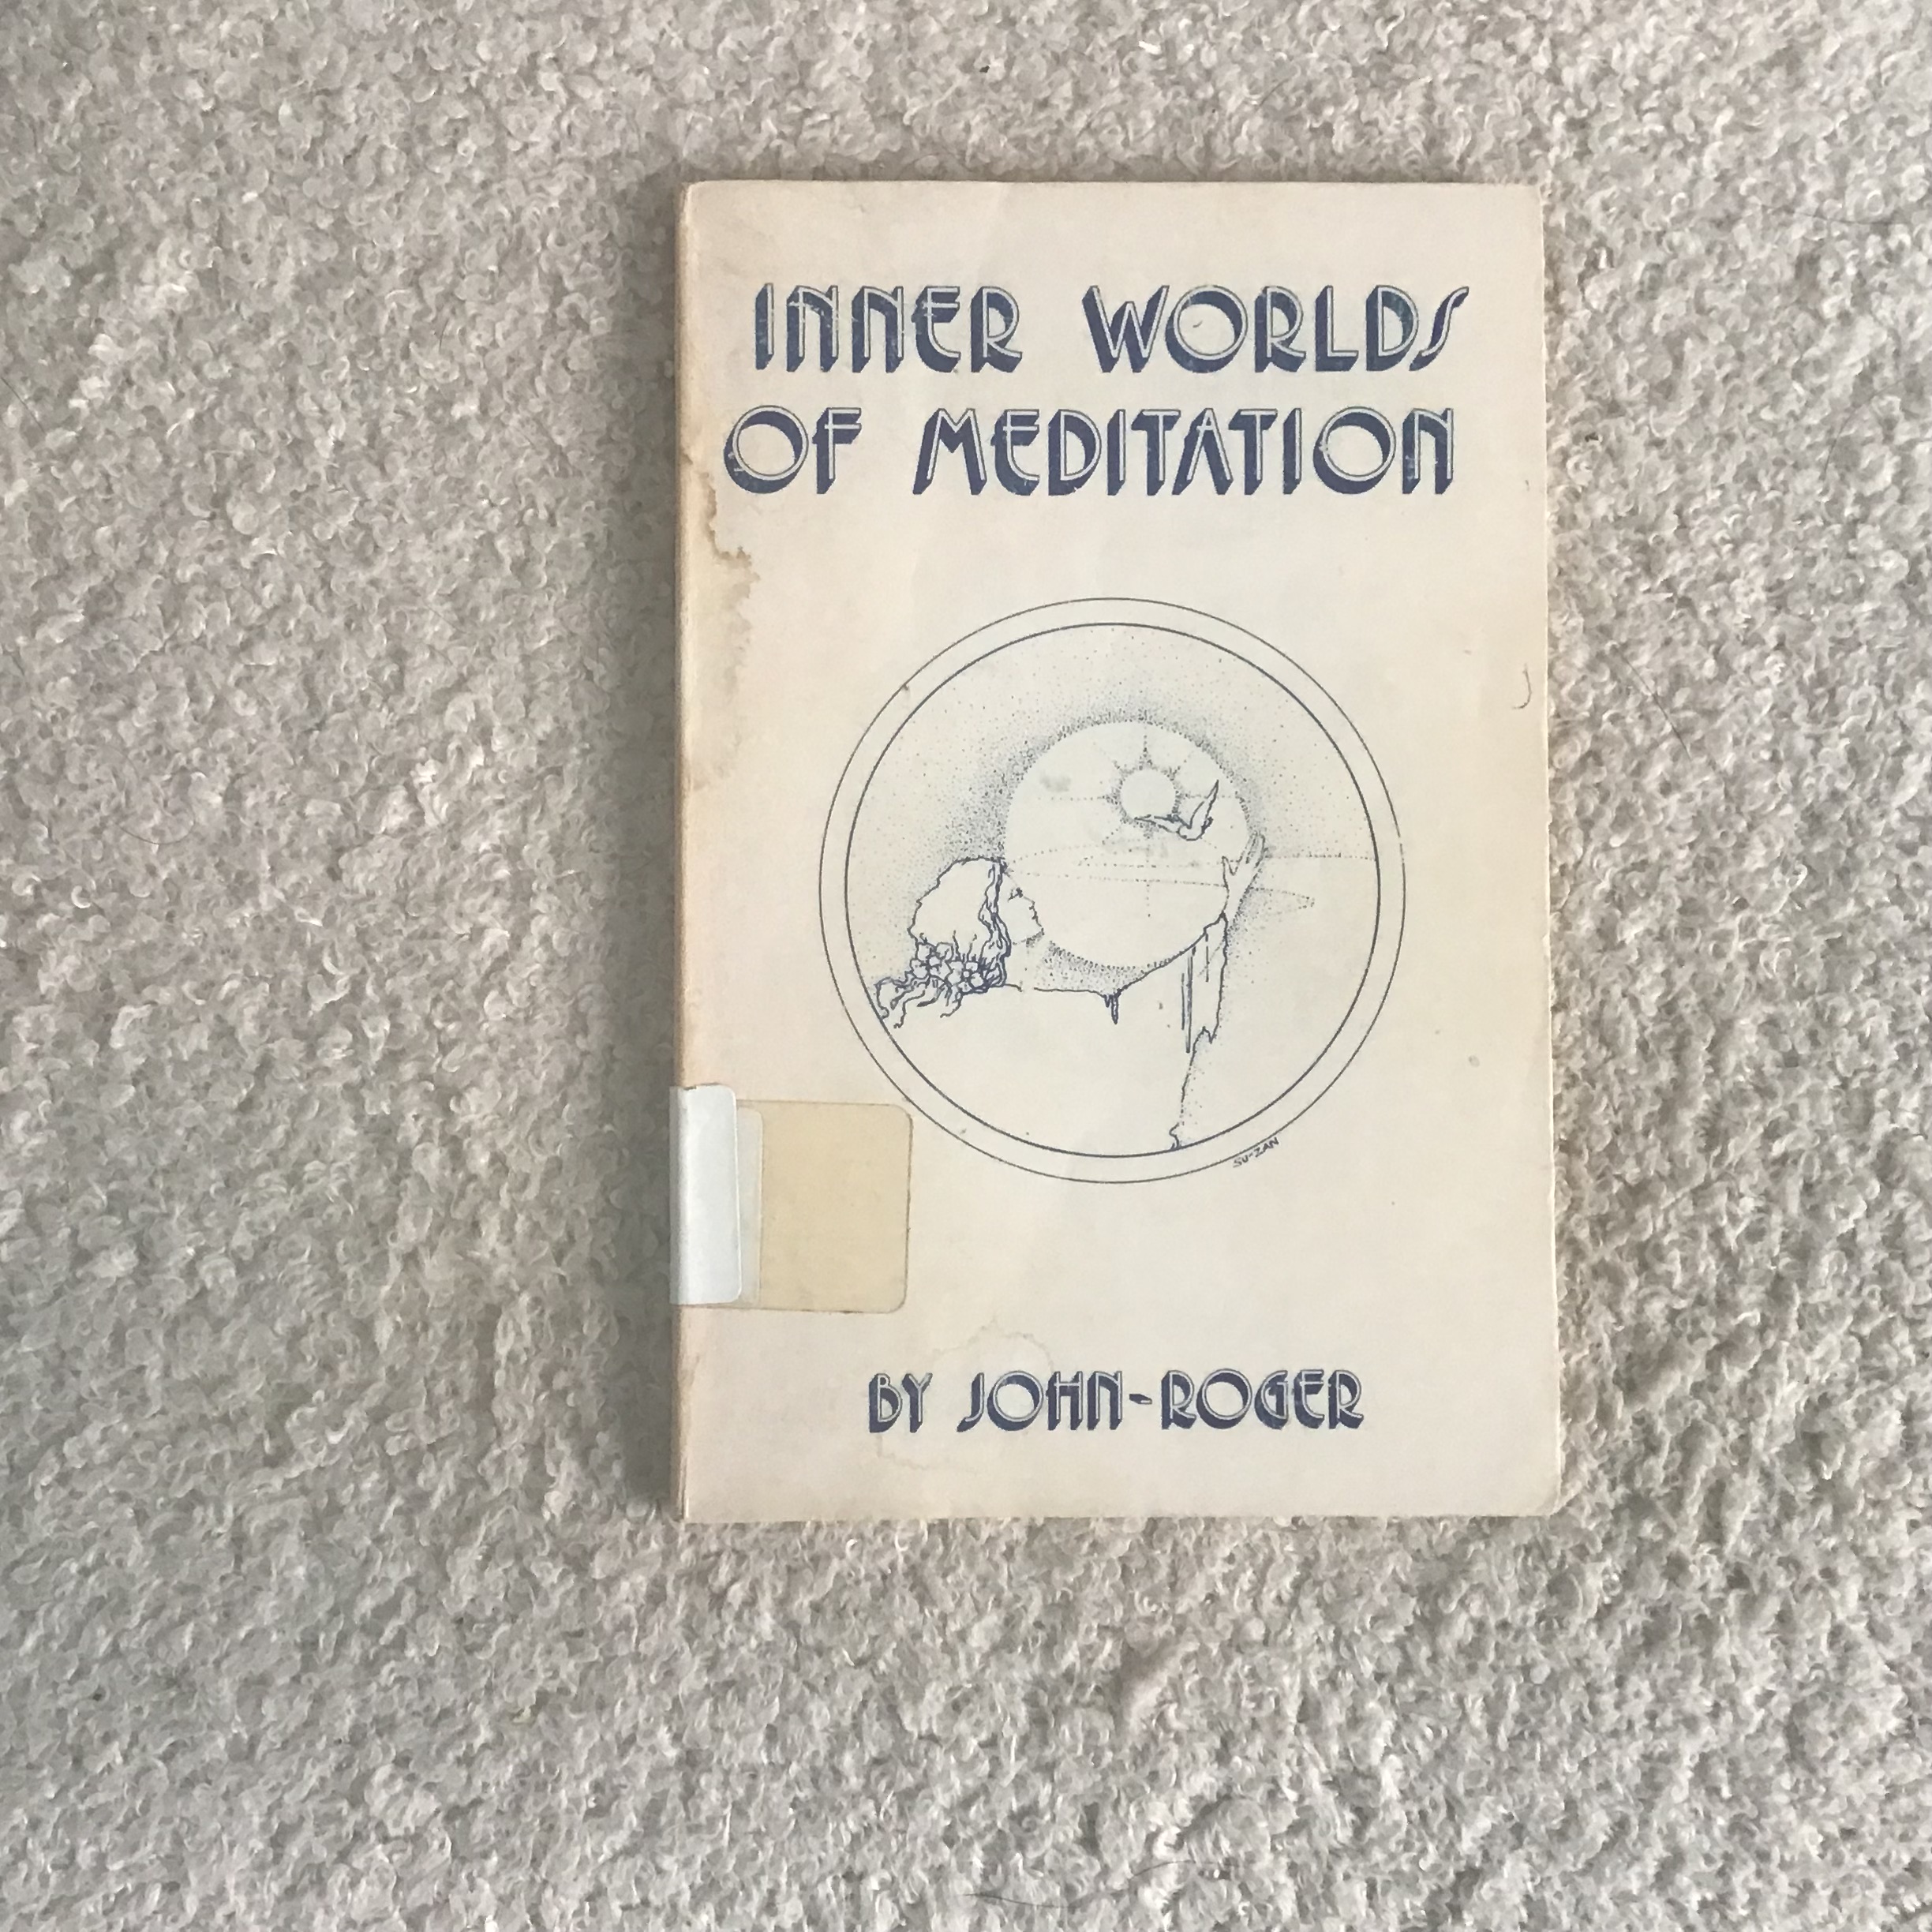 INNER WORLDS
OF MEDITATION
SU-ZAN
BY JOHN-ROGER